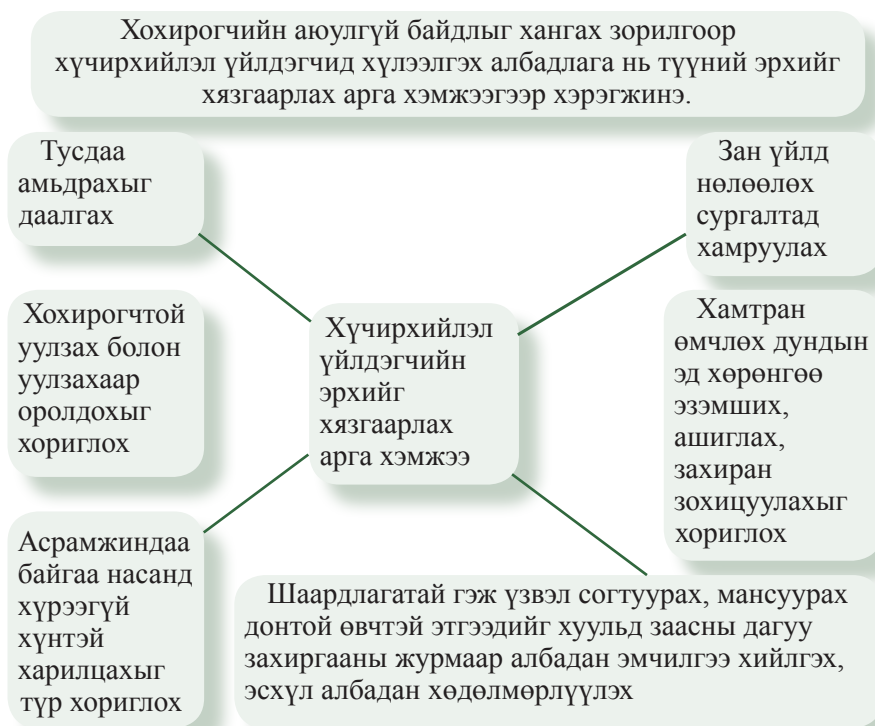 Хохирогчийн аюулгүй байдлыг хангах зорилгоор
хүчирхийлэл үйлдэгчид хүлээлгэх албадлага нь түүний эрхийг
хязгаарлах арга хэмжээгээр хэрэгжинэ.
Тусдаа
амьдрахыг
даалгах
Зан үйлд
нөлөөлөх
сургалтад
хамруулах
Хохирогчтой
уулзах болон
уулзахаар
оролдохыг
хориглох
Хүчирхийлэл
үйлдэгчийн
эрхийг
хязгаарлах
арга хэмжээ
Хамтран
өмчлөх дундын
эд хөрөнгөө
эзэмших,
ашиглах,
захиран
зохицуулахыг
хориглох
Асрамжиндаа
байгаа насанд
хүрээгүй
хүнтэй
харилцахыг
түр хориглох
Шаардлагатай гэж үзвэл согтуурах, мансуурах
донтой өвчтэй этгээдийг хуульд заасны дагуу
захиргааны журмаар албадан эмчилгээ хийлгэх,
эсхүл албадан хөдөлмөрлүүлэх